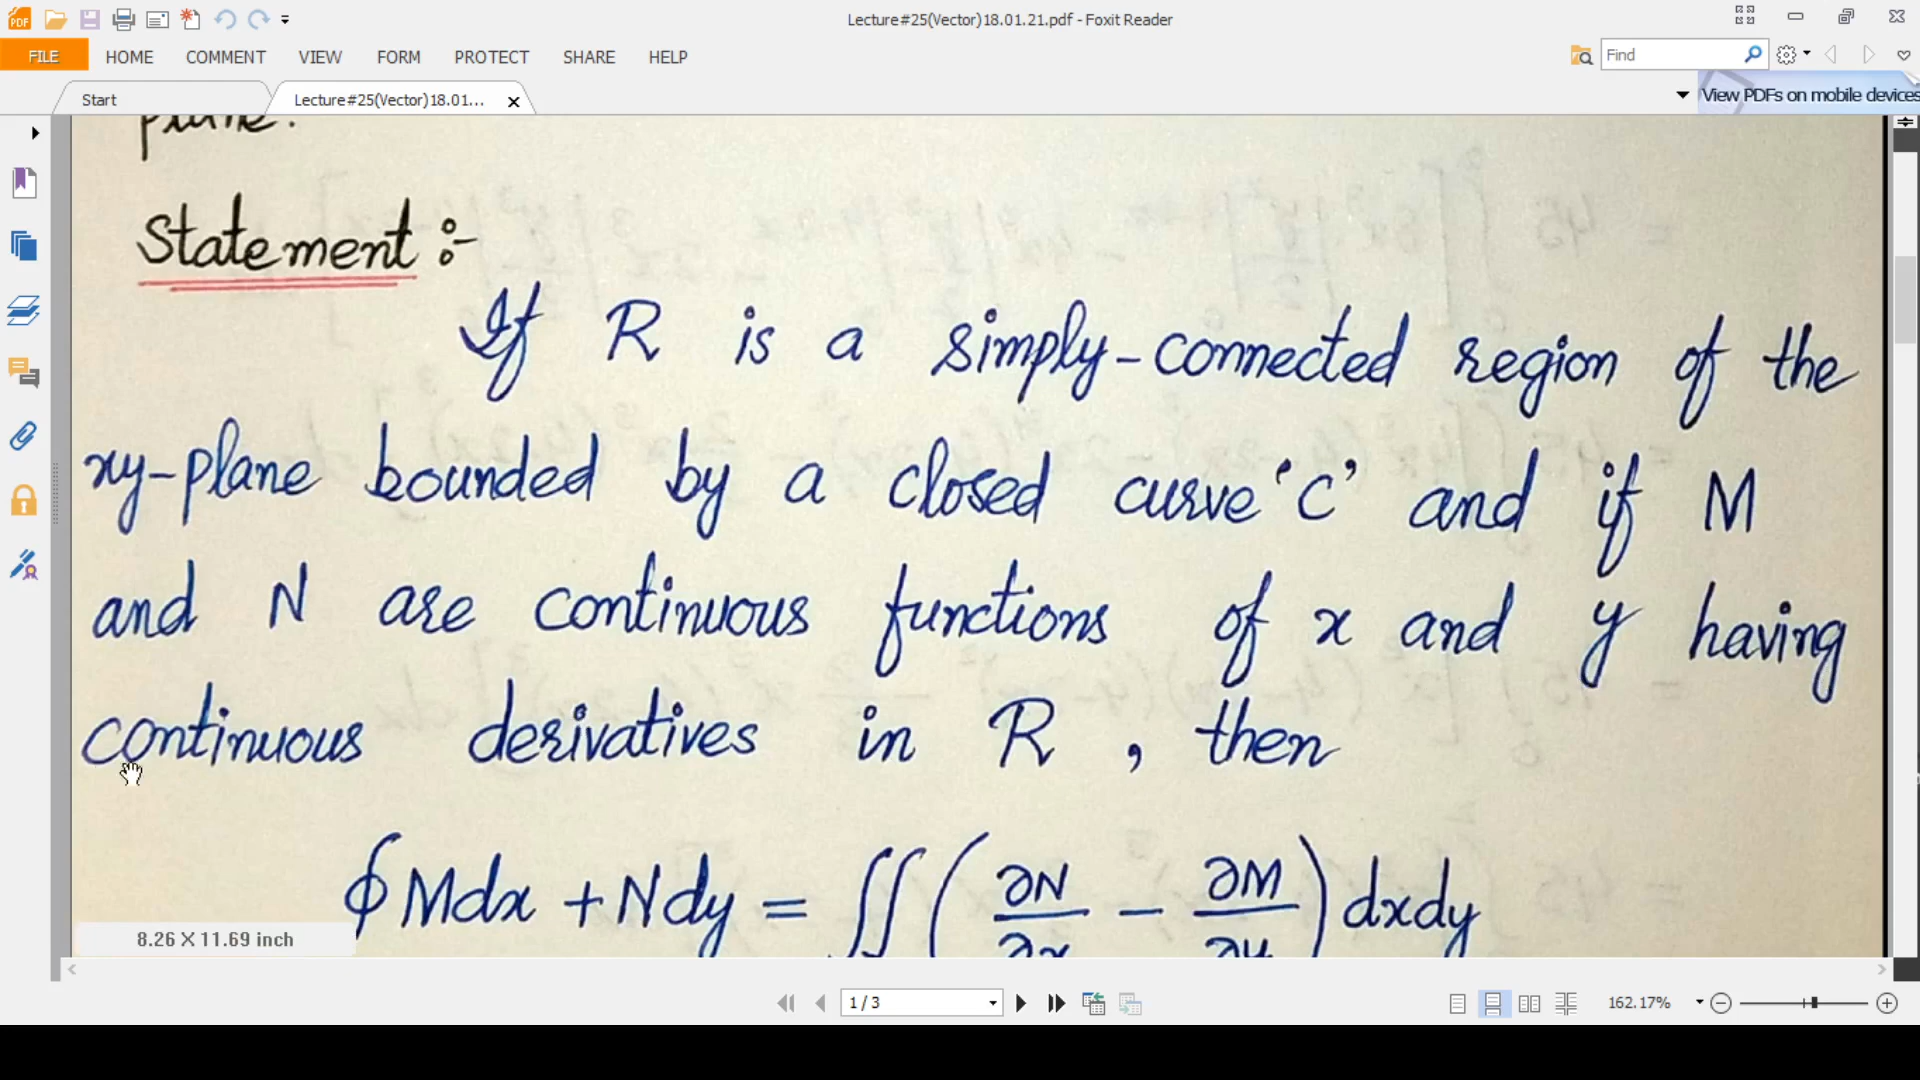 Lecture#25(Vector)18.01.21.pdf - Foxit Reader
FILE HOME COMMENT VIEW FORM PROTECT SHARE HELP
Find
Start Lecture#25(Vector)18.01...
View PDFs on mobile devices
plane.
Statement :-
If R is a simply-connected region of the
xy-plane bounded by a closed curve 'C' and if M
and N are continuous functions of x and y having
continuous derivatives in R , then
∮ Mdx + Ndy = ∬ (∂N/∂x - ∂M/∂y) dxdy
8.26 X 11.69 inch
1 / 3
162.17%